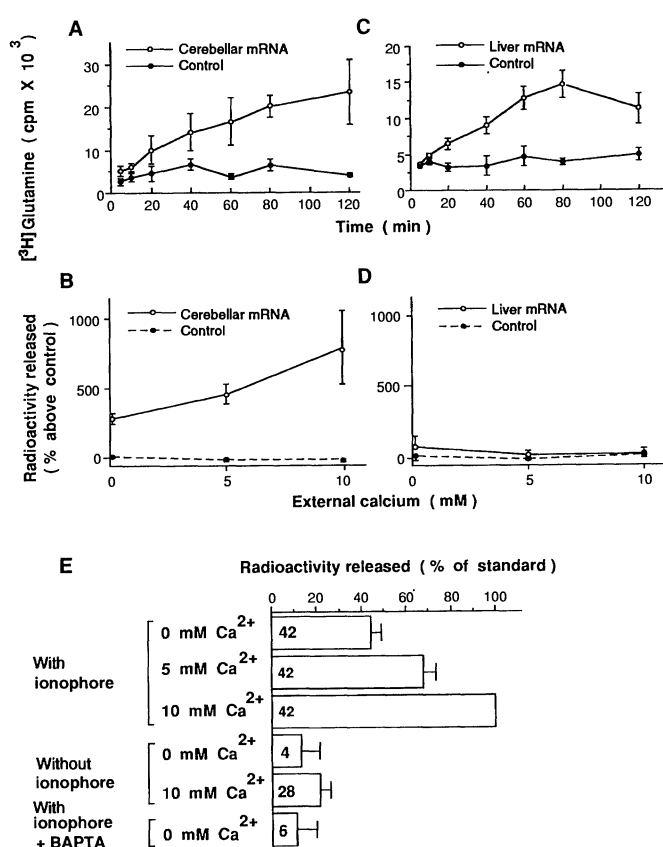 A
[³H]Glutamine ( cpm X 10³ )
Cerebellar mRNA
Control
30
20
10
0
0 20 40 60 80 100 120
C
Liver mRNA
Control
20
15
10
5
0
0 20 40 60 80 100 120
Time ( min )
B
Radioactivity released
( % above control )
Cerebellar mRNA
Control
1000
500
0
0 5 10
D
Liver mRNA
Control
1000
500
0
0 5 10
External calcium ( mM )
E
Radioactivity released ( % of standard )
0 20 40 60 80 100
With
ionophore
0 mM Ca²⁺
42
5 mM Ca²⁺
42
10 mM Ca²⁺
42
Without
ionophore
0 mM Ca²⁺
4
10 mM Ca²⁺
28
With
ionophore
+ BAPTA
0 mM Ca²⁺
6